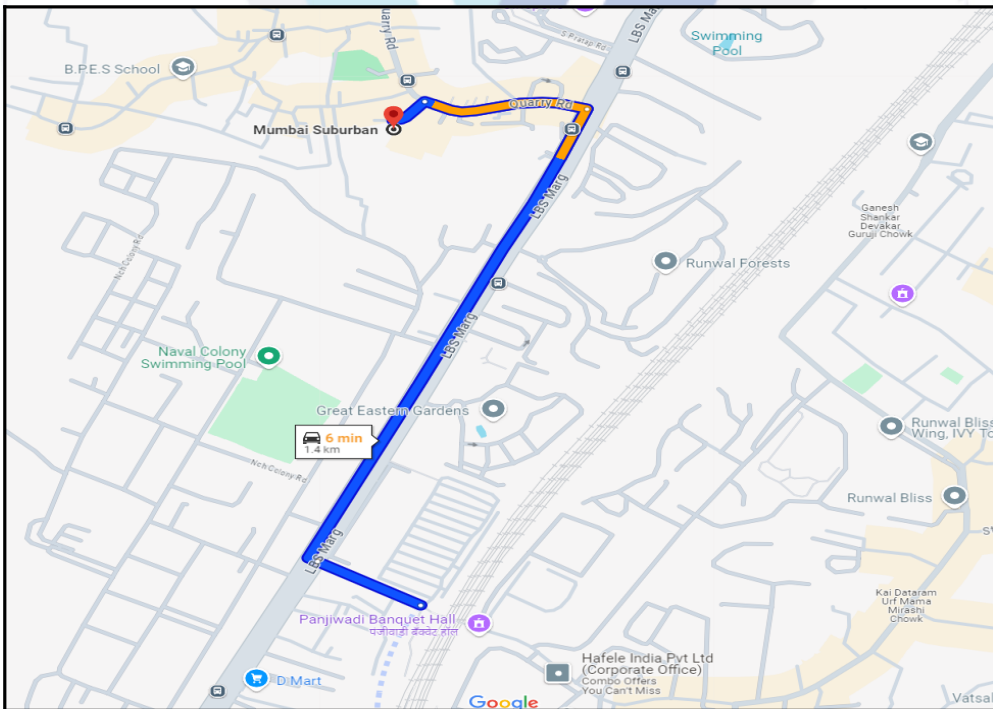 LBS Mar
Quarry Rd
S Pratap Rd
Swimming
Pool
B.P.E.S School
Quarry Rd
Mumbai Suburban
LBS Marg
Ganesh
Shankar
Devakar
Guruji Chowk
Nch Colony Rd
Runwal Forests
LBS Marg
Naval Colony
Swimming Pool
Great Eastern Gardens
6 min
1.4 km
Runwal Bliss
Wing, IVY To
Nch Colony Rd
Runwal Bliss
LBS Marg
Kai Dataram
Urf Mama
Mirashi
Chowk
Panjiwadi Banquet Hall
पंजीवाडी बँक्वेट हॉल
Hafele India Pvt Ltd
(Corporate Office)
Combo Offers
You Can't Miss
D Mart
Google
Vatsal